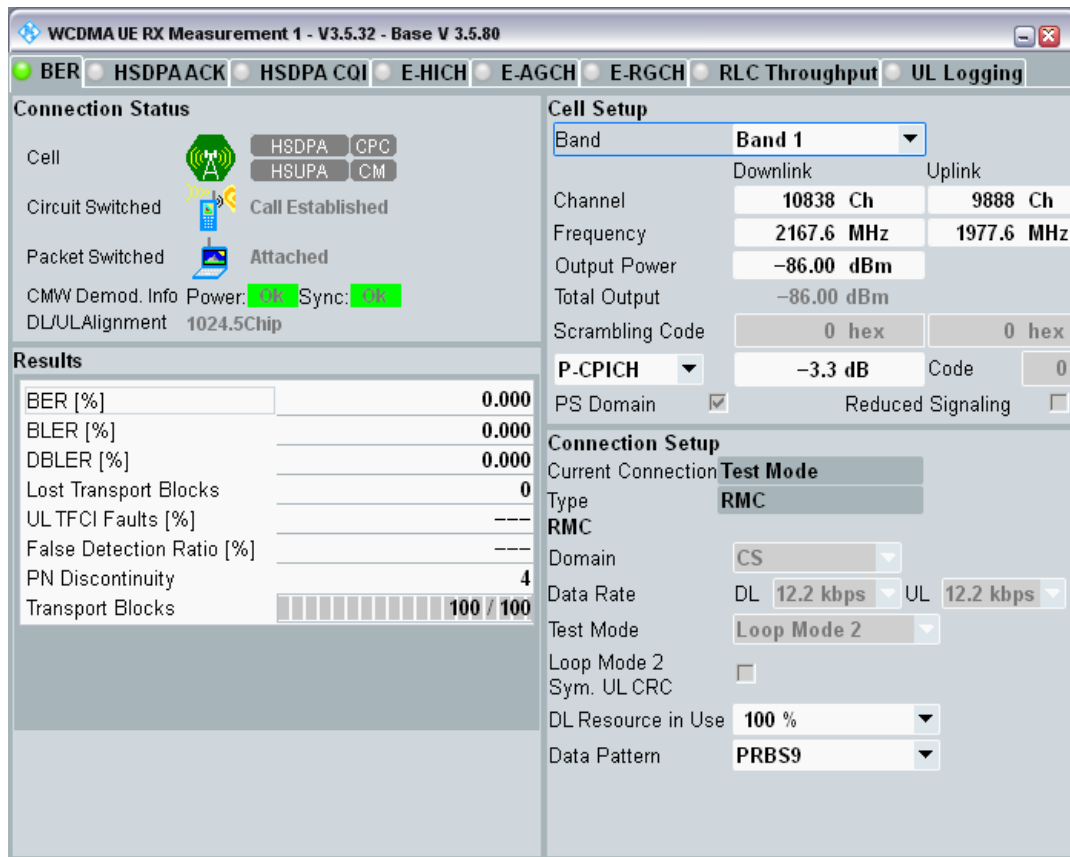 WCDMA UE RX Measurement 1 - V3.5.32 - Base V 3.5.80
BER HSDPA ACK HSDPA CQI E-HICH E-AGCH E-RGCH RLC Throughput UL Logging
Connection Status
Cell HSDPA CPC
HSUPA CM
Circuit Switched Call Established
Packet Switched Attached
CMW Demod. Info Power: Ok Sync: Ok
DL/UL Alignment 1024.5Chip
Results
BER [%] 0.000
BLER [%] 0.000
DBLER [%] 0.000
Lost Transport Blocks 0
UL TFCI Faults [%] ---
False Detection Ratio [%] ---
PN Discontinuity 4
Transport Blocks 100 / 100
Cell Setup
Band Band 1
Downlink Uplink
Channel 10838 Ch 9888 Ch
Frequency 2167.6 MHz 1977.6 MHz
Output Power −86.00 dBm
Total Output −86.00 dBm
Scrambling Code 0 hex 0 hex
P-CPICH −3.3 dB Code 0
PS Domain Reduced Signaling
Connection Setup
Current Connection Test Mode
Type RMC
RMC
Domain CS
Data Rate DL 12.2 kbps UL 12.2 kbps
Test Mode Loop Mode 2
Loop Mode 2
Sym. UL CRC
DL Resource in Use 100 %
Data Pattern PRBS9